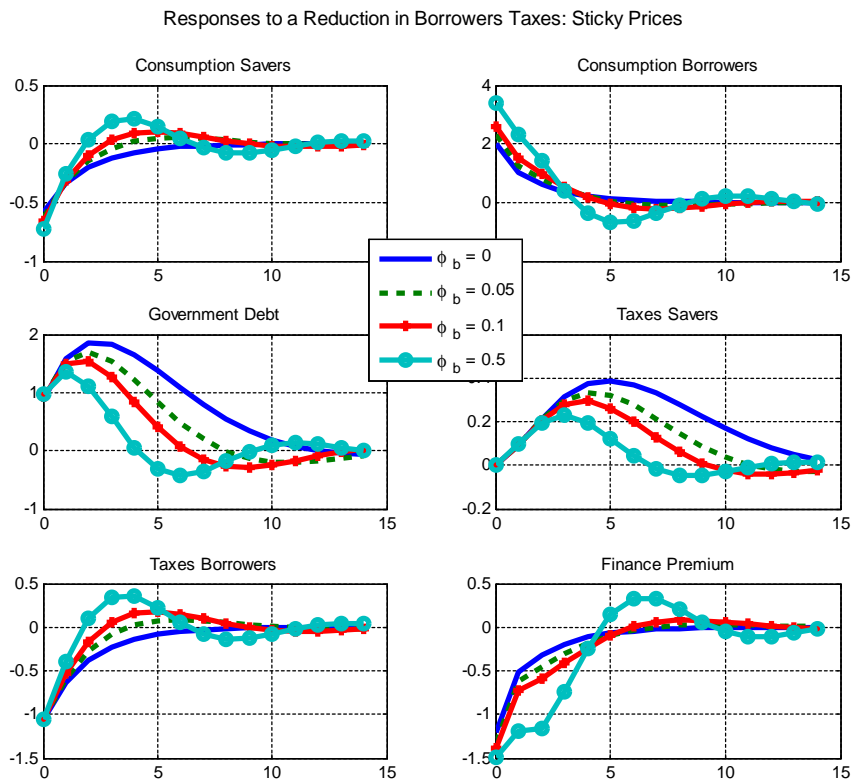 Responses to a Reduction in Borrowers Taxes: Sticky Prices
Consumption Savers
0.5
0
-0.5
-1
0 5 10 15
Consumption Borrowers
4
2
0
0 5 10 15
ϕ b = 0
ϕ b = 0.05
ϕ b = 0.1
ϕ b = 0.5
Government Debt
2
1
0
-1
0 5 10 15
Taxes Savers
0.2
0
-0.2
0 5 10 15
Taxes Borrowers
0.5
0
-0.5
-1
-1.5
0 5 10 15
Finance Premium
0.5
0
-0.5
-1
-1.5
0 5 10 15